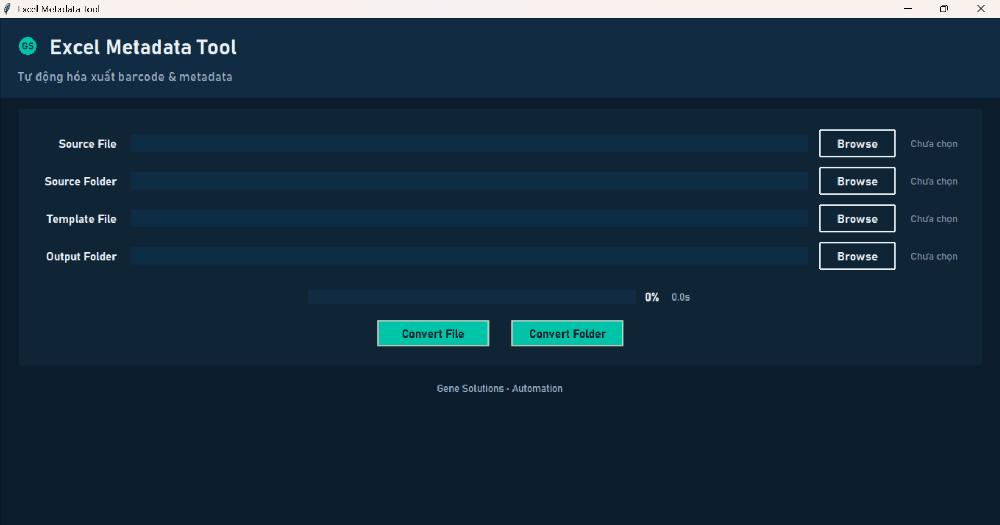 Excel Metadata Tool
GS Excel Metadata Tool
Tự động hóa xuất barcode & metadata
Source File Browse Chưa chọn
Source Folder Browse Chưa chọn
Template File Browse Chưa chọn
Output Folder Browse Chưa chọn
0% 0.0s
Convert File Convert Folder
Gene Solutions • Automation